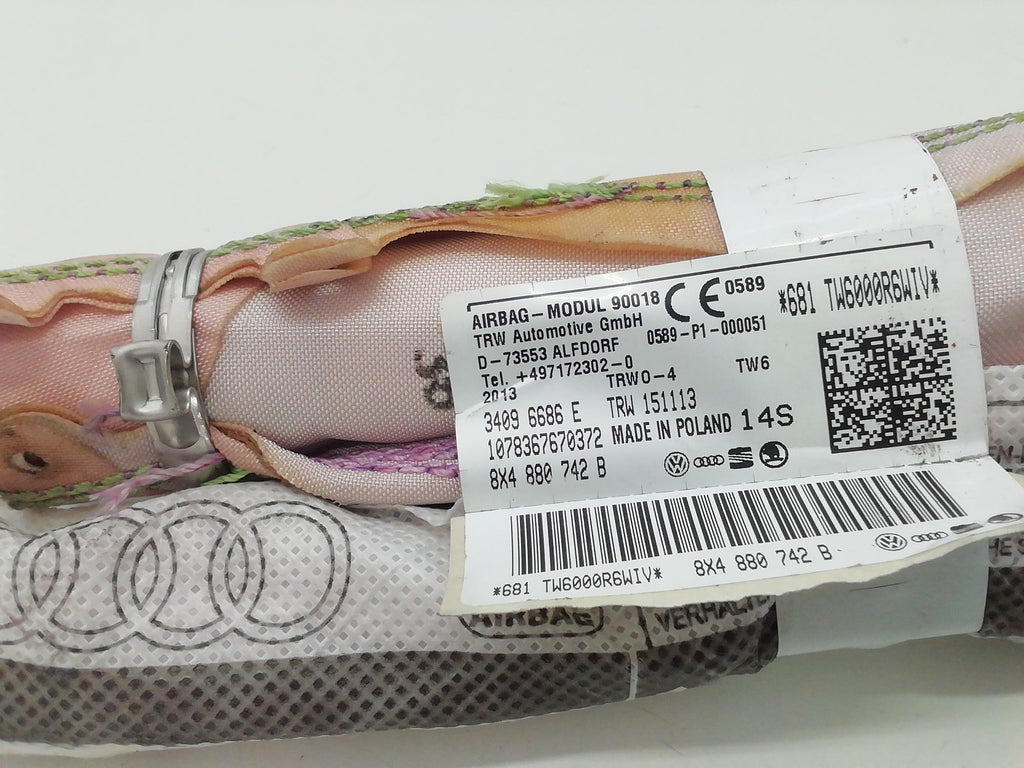 AIRBAG-MODUL 90018 CE 0589
TRW Automotive GmbH 0589-P1-000051
D-73553 ALFDORF
Tel. +497172302-0 TRWO-4 TW6
2013
3409 6686 E TRW 151113
1078367670372 MADE IN POLAND 14S
8X4 880 742 B
*681 TW6000R6WIV*
*681 TW6000R6WIV* 8X4 880 742 B
AIRBAG